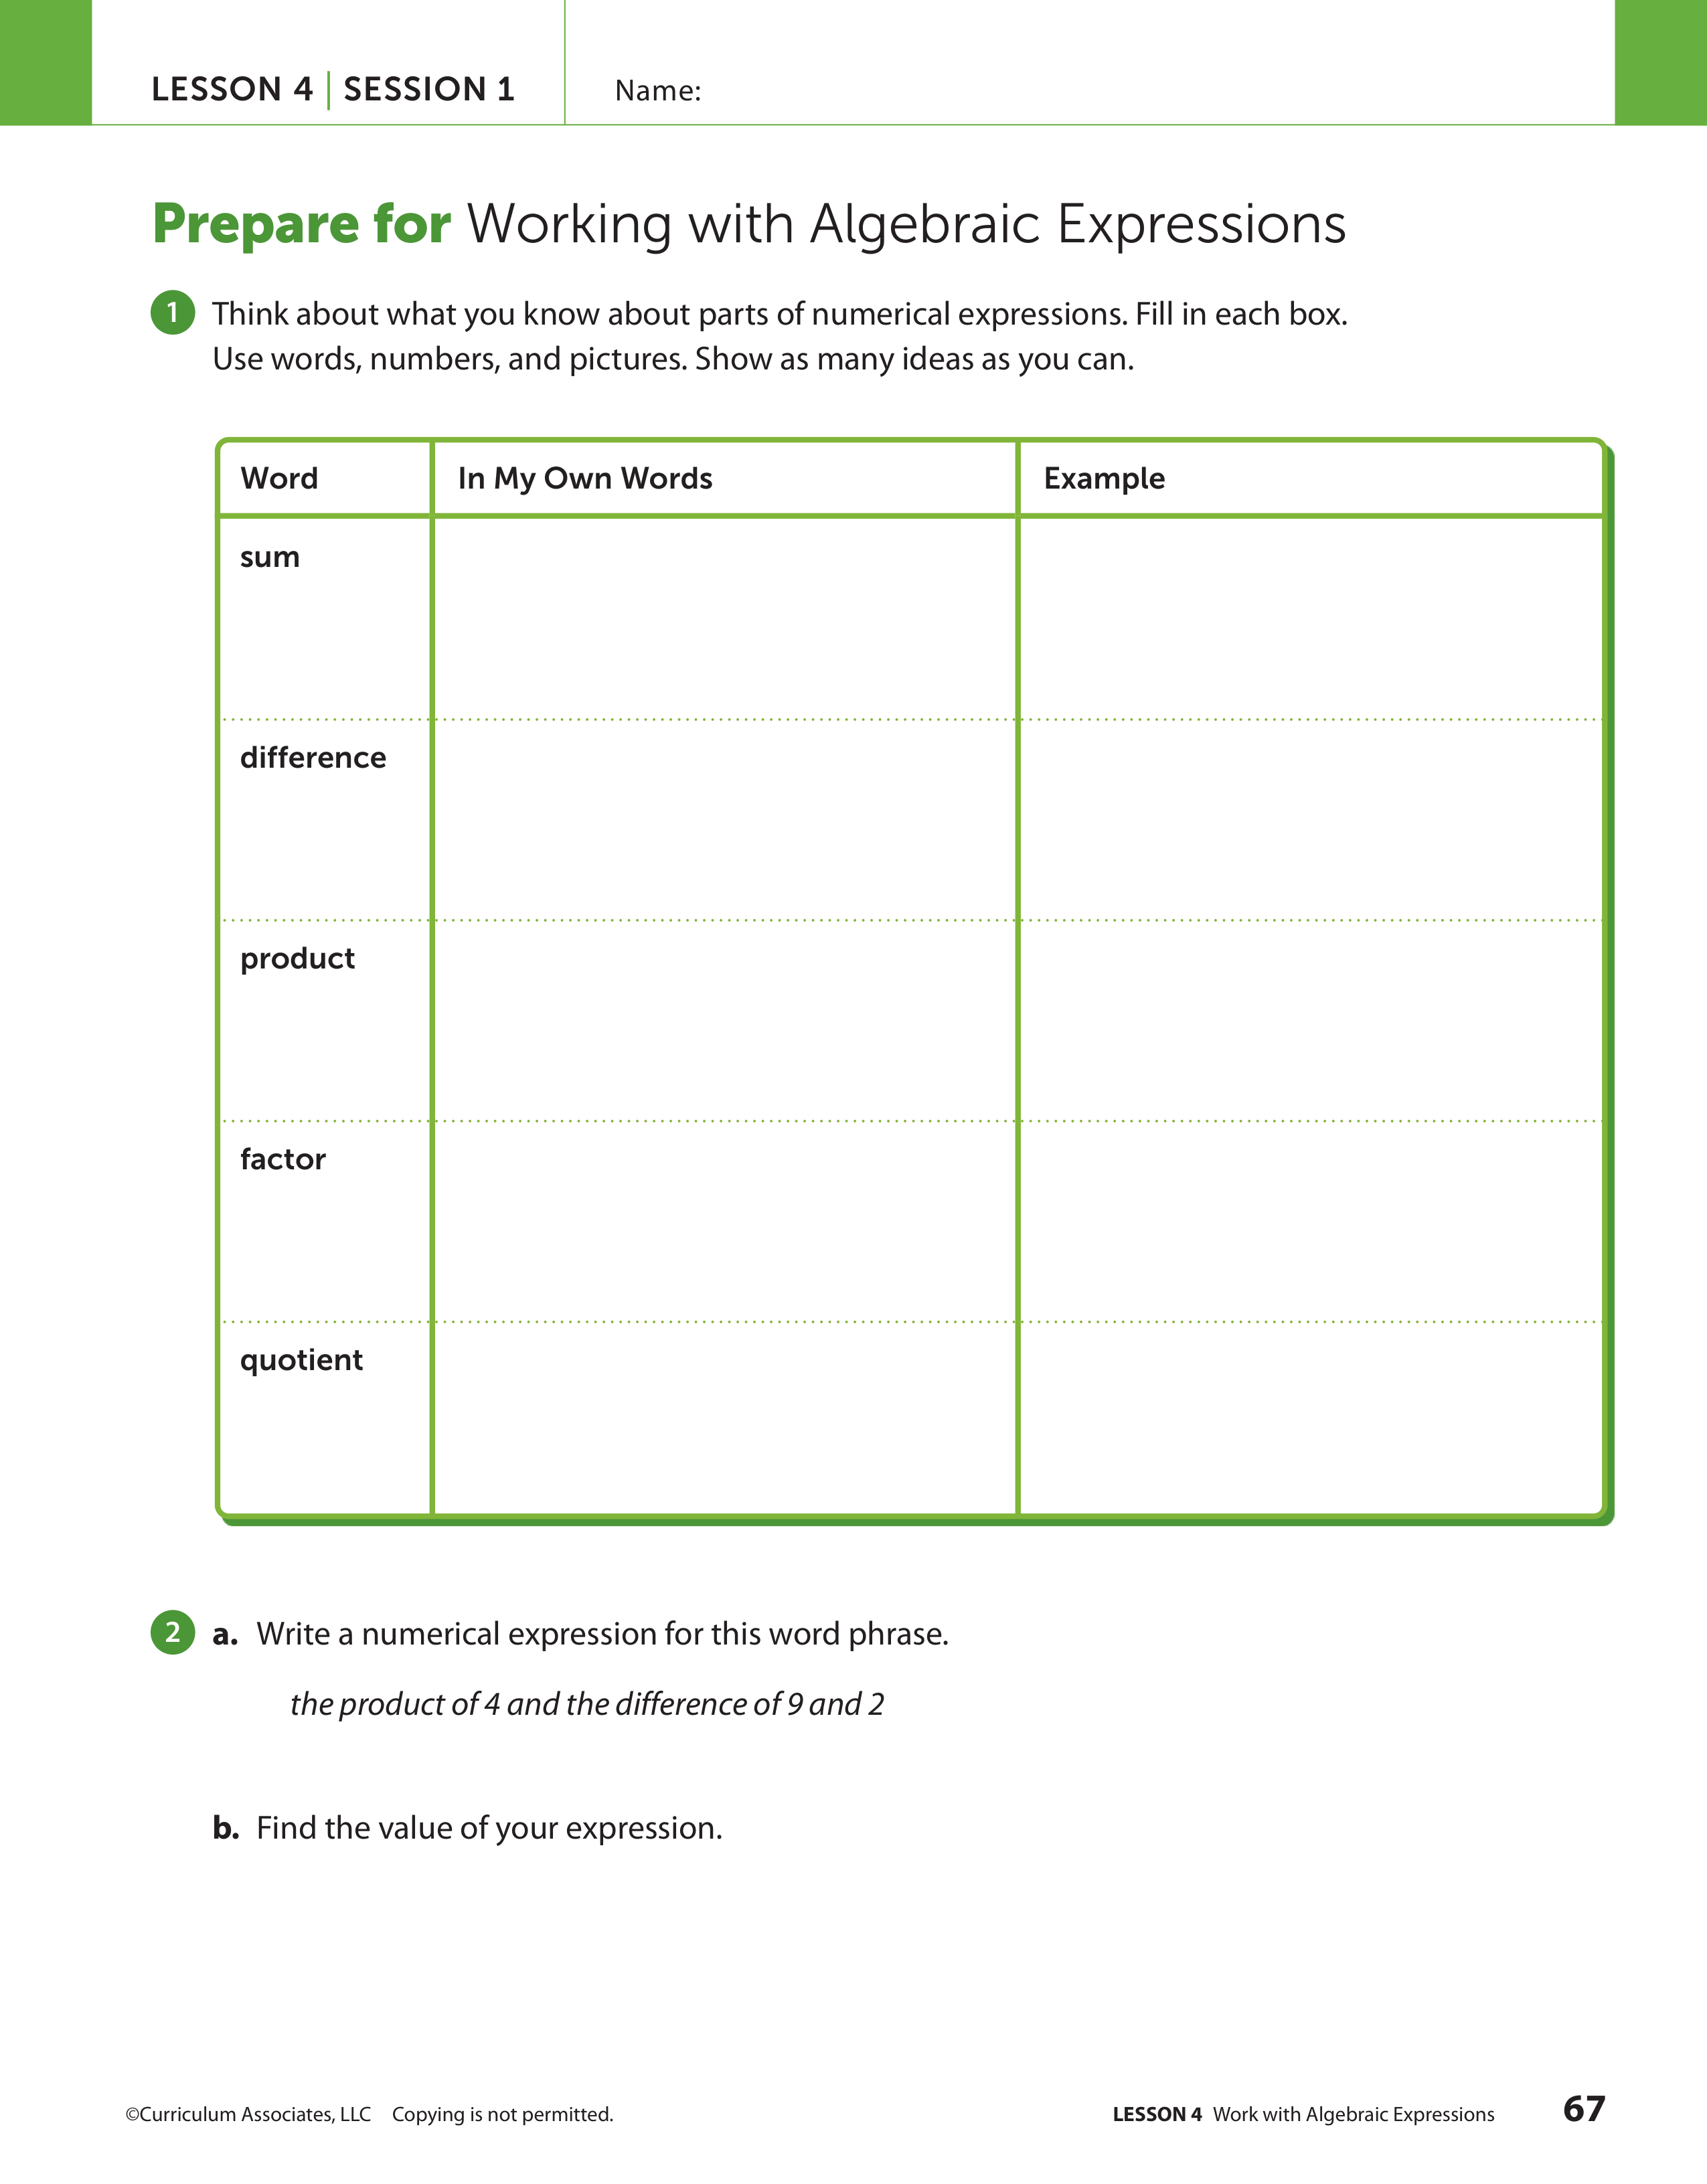 LESSON 4 | SESSION 1
Name:
Prepare for Working with Algebraic Expressions
1 Think about what you know about parts of numerical expressions. Fill in each box.
Use words, numbers, and pictures. Show as many ideas as you can.
Word In My Own Words Example
sum
difference
product
factor
quotient
2 a. Write a numerical expression for this word phrase.
the product of 4 and the difference of 9 and 2
b. Find the value of your expression.
©Curriculum Associates, LLC Copying is not permitted.
LESSON 4 Work with Algebraic Expressions 67